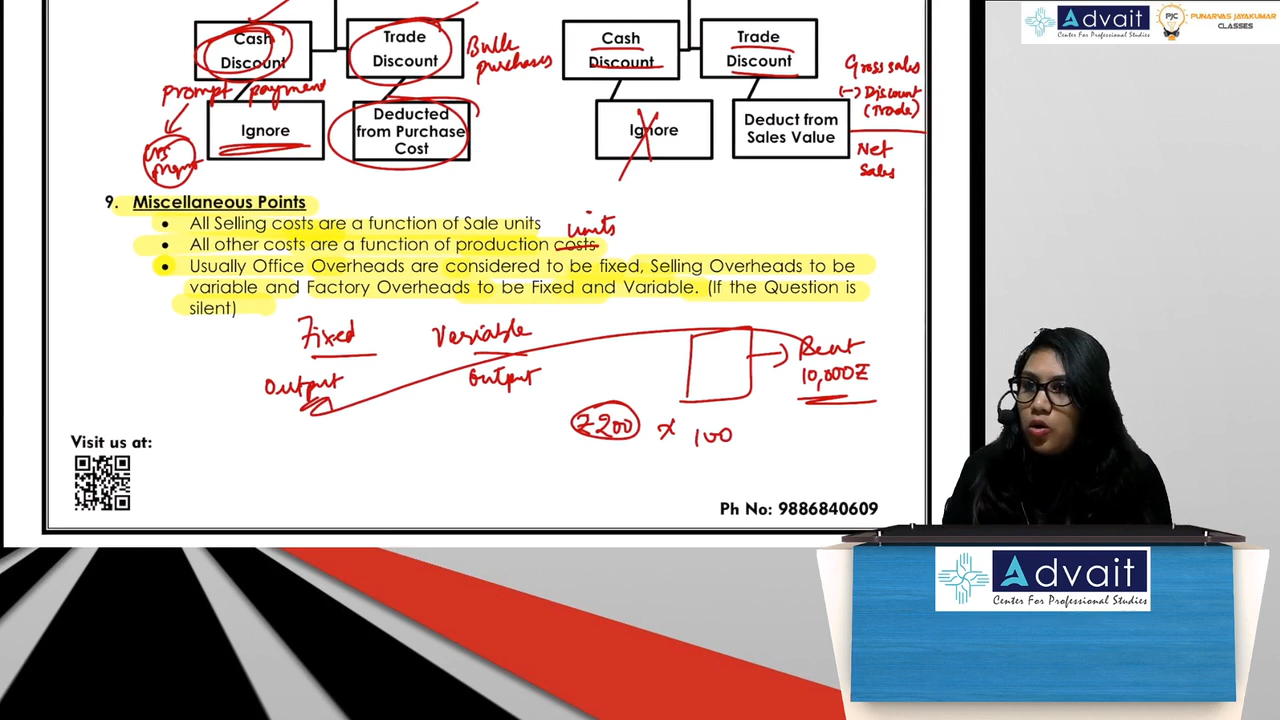 Advait
Center For Professional Studies
PJC
PUNARVAS JAYAKUMAR
CLASSES
Cash
Discount
Trade
Discount
Bulk
purchases
prompt payment
Ignore
Deducted
from Purchase
Cost
Cash
Discount
Trade
Discount
Gross sales
(-) Discount
(Trade)
Ignore
Deduct from
Sales Value
Net
Sales
9. Miscellaneous Points
• All Selling costs are a function of Sale units
units
• All other costs are a function of production costs
• Usually Office Overheads are considered to be fixed, Selling Overheads to be
variable and Factory Overheads to be Fixed and Variable. (If the Question is
silent)
Fixed Variable
Output Output
Rent
10,000
200 x 100
Visit us at:
Ph No: 9886840609
Advait
Center For Professional Studies